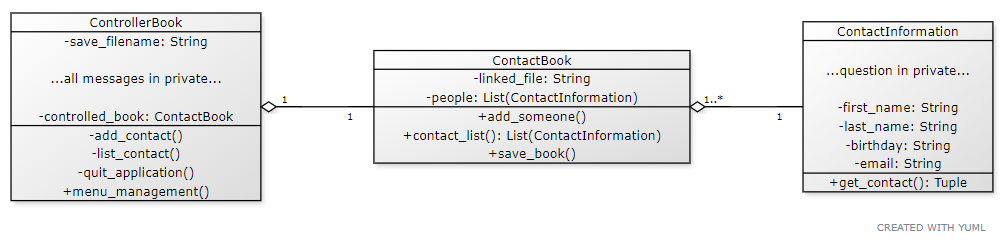 ControllerBook
-save_filename: String
...all messages in private...
-controlled_book: ContactBook
-add_contact()
-list_contact()
-quit_application()
+menu_management()
1
1
ContactBook
-linked_file: String
-people: List(ContactInformation)
+add_someone()
+contact_list(): List(ContactInformation)
+save_book()
1..*
1
ContactInformation
...question in private...
-first_name: String
-last_name: String
-birthday: String
-email: String
+get_contact(): Tuple
CREATED WITH YUML